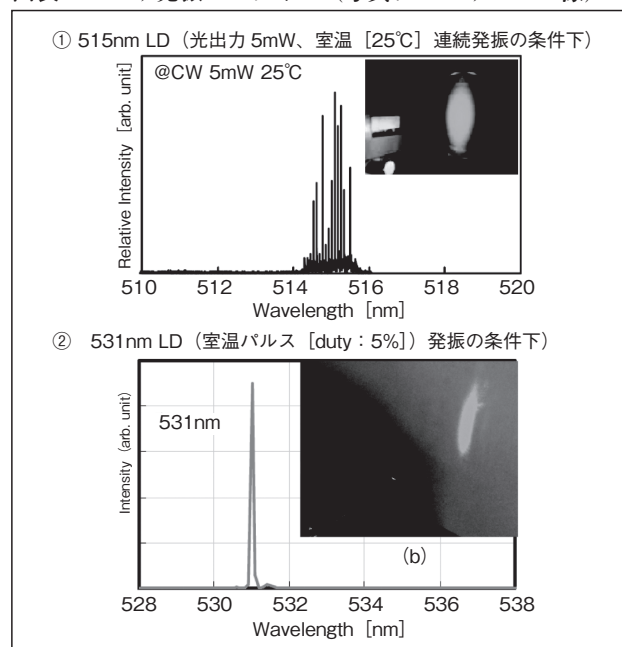 ① 515nm LD（光出力 5mW、室温［25℃］連続発振の条件下）
@CW 5mW 25℃
Relative Intensity［arb. unit］
510 512 514 516 518 520
Wavelength［nm］
② 531nm LD（室温パルス［duty：5%］）発振の条件下）
531nm
Intensity (arb. unit)
(b)
528 530 532 534 536 538
Wavelength［nm］